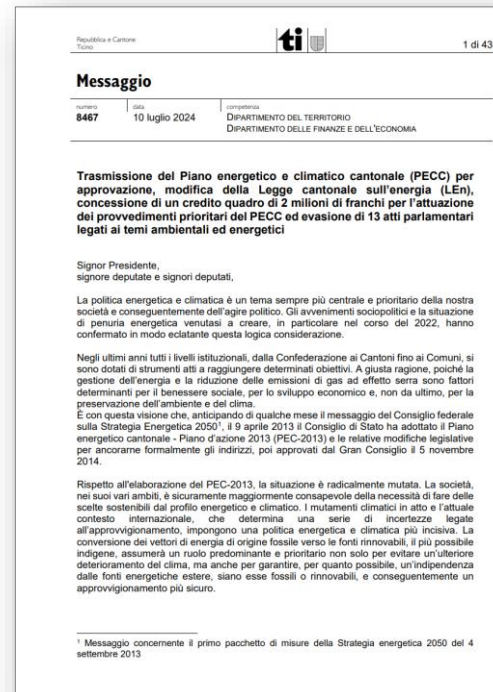 Repubblica e Cantone
Ticino
ti
1 di 43
Messaggio
numero
data
competenza
8467
10 luglio 2024
DIPARTIMENTO DEL TERRITORIO
DIPARTIMENTO DELLE FINANZE E DELL'ECONOMIA
Trasmissione del Piano energetico e climatico cantonale (PECC) per
approvazione, modifica della Legge cantonale sull'energia (LEn),
concessione di un credito quadro di 2 milioni di franchi per l'attuazione
dei provvedimenti prioritari del PECC ed evasione di 13 atti parlamentari
legati ai temi ambientali ed energetici
Signor Presidente,
signore deputate e signori deputati,
La politica energetica e climatica è un tema sempre più centrale e prioritario della nostra
società e conseguentemente dell'agire politico. Gli avvenimenti sociopolitici e la situazione
di penuria energetica venutasi a creare, in particolare nel corso del 2022, hanno
confermato in modo eclatante questa logica considerazione.
Negli ultimi anni tutti i livelli istituzionali, dalla Confederazione ai Cantoni fino ai Comuni, si
sono dotati di strumenti atti a raggiungere determinati obiettivi. A giusta ragione, poiché la
gestione dell'energia e la riduzione delle emissioni di gas ad effetto serra sono fattori
determinanti per il benessere sociale, per lo sviluppo economico e, non da ultimo, per la
preservazione dell'ambiente e del clima.
È con questa visione che, anticipando di qualche mese il messaggio del Consiglio federale
sulla Strategia Energetica 2050¹, il 9 aprile 2013 il Consiglio di Stato ha adottato il Piano
energetico cantonale - Piano d'azione 2013 (PEC-2013) e le relative modifiche legislative
per ancorarne formalmente gli indirizzi, poi approvati dal Gran Consiglio il 5 novembre
2014.
Rispetto all'elaborazione del PEC-2013, la situazione è radicalmente mutata. La società,
nei suoi vari ambiti, è sicuramente maggiormente consapevole della necessità di fare delle
scelte sostenibili dal profilo energetico e climatico. I mutamenti climatici in atto e l'attuale
contesto internazionale, che determina una serie di incertezze legate
all'approvvigionamento, impongono una politica energetica e climatica più incisiva. La
conversione dei vettori di energia di origine fossile verso le fonti rinnovabili, il più possibile
indigene, assumerà un ruolo predominante e prioritario non solo per evitare un'ulteriore
deterioramento del clima, ma anche per garantire, per quanto possibile, un'indipendenza
dalle fonti energetiche estere, siano esse fossili o rinnovabili, e conseguentemente un
approvvigionamento più sicuro.
¹ Messaggio concernente il primo pacchetto di misure della Strategia energetica 2050 del 4
settembre 2013